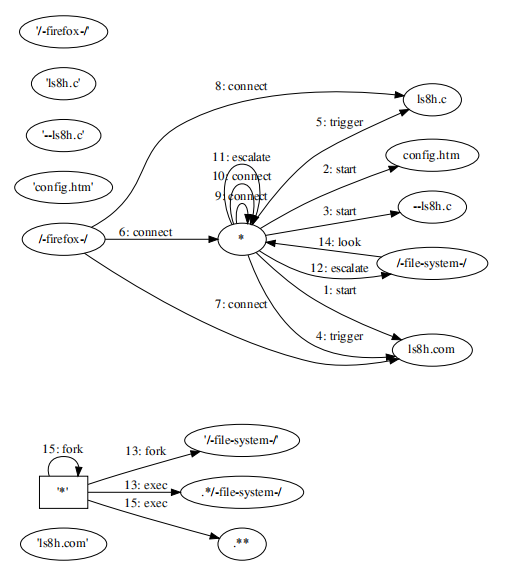 '/-firefox-/'
'ls8h.c'
'--ls8h.c'
'config.htm'
/-firefox-/
8: connect
6: connect
7: connect
11: escalate
10: connect
9: connect
*
5: trigger
2: start
3: start
14: look
12: escalate
1: start
4: trigger
ls8h.c
config.htm
--ls8h.c
/-file-system-/
ls8h.com
15: fork
'*'
13: fork
13: exec
15: exec
'/-file-system-/'
.*/-file-system-/
.**
'ls8h.com'